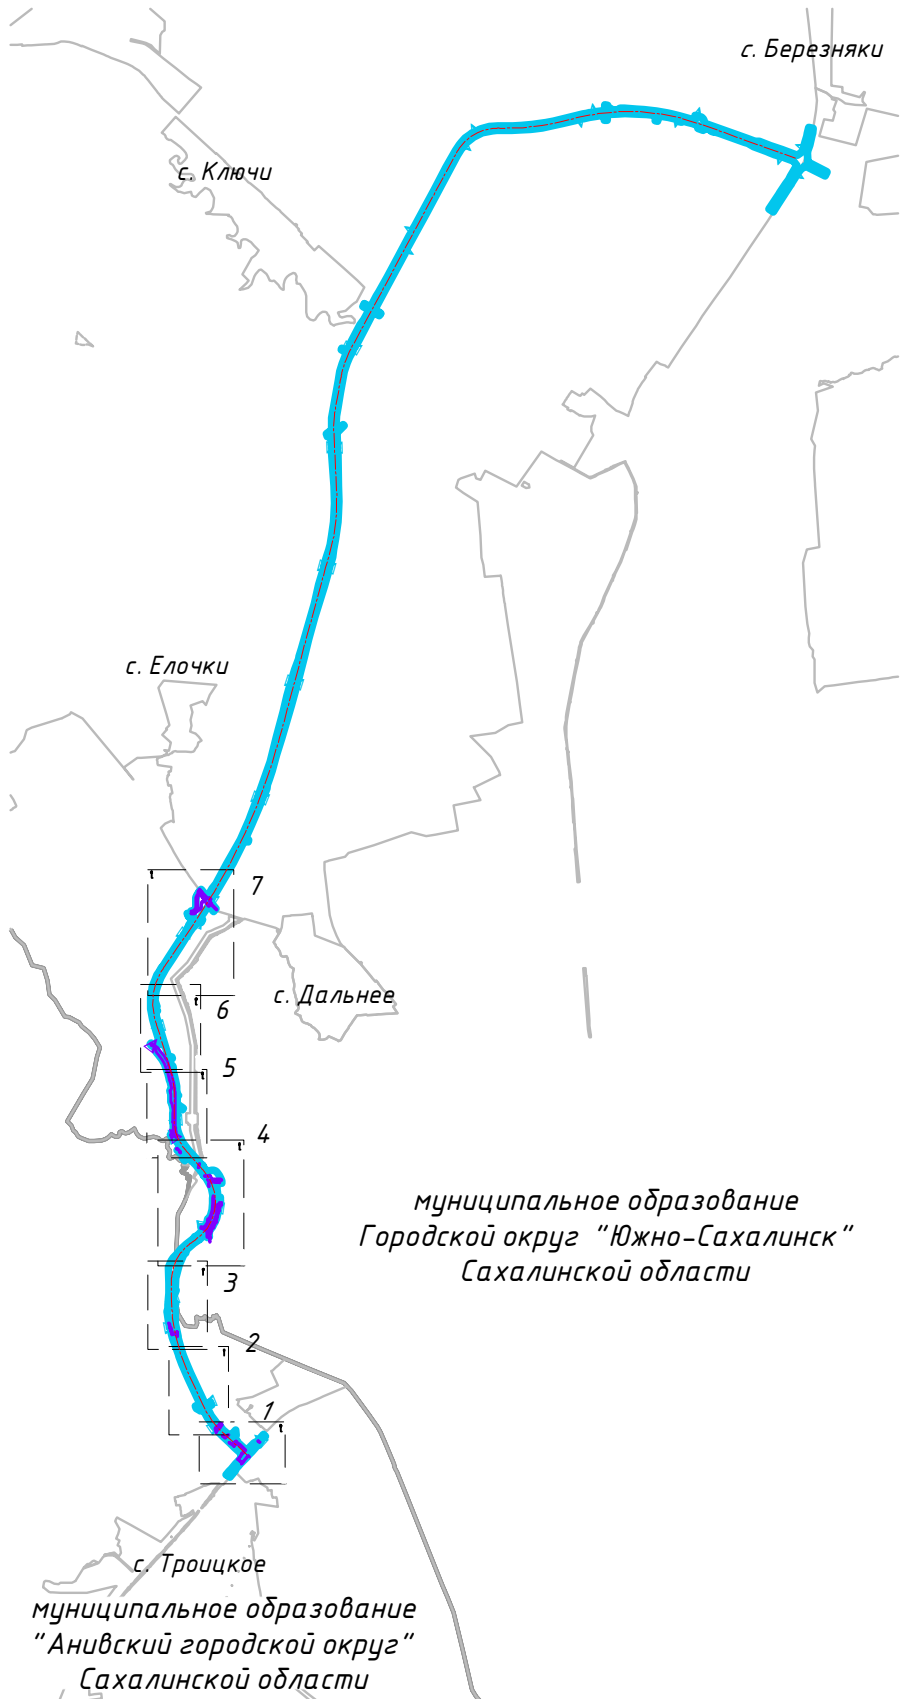 с. Березняки
с. Ключи
с. Елочки
7
с. Дальнее
6
5
4
муниципальное образование
Городской округ "Южно-Сахалинск"
Сахалинской области
3
2
1
с. Троицкое
муниципальное образование
"Анивский городской округ"
Сахалинской области